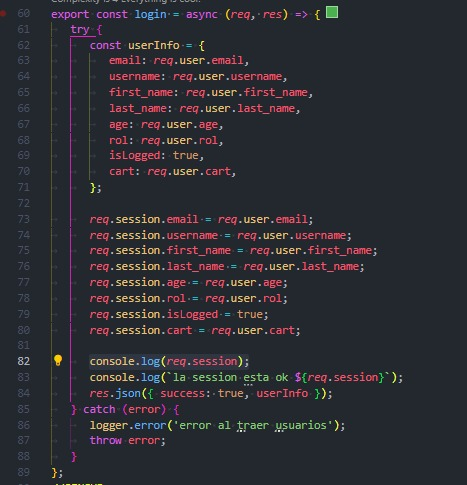 Complexity is 4 Everything is cool!
60 export const login = async (req, res) => {
61 try {
62 const userInfo = {
63 email: req.user.email,
64 username: req.user.username,
65 first_name: req.user.first_name,
66 last_name: req.user.last_name,
67 age: req.user.age,
68 rol: req.user.rol,
69 isLogged: true,
70 cart: req.user.cart,
71 };
72
73 req.session.email = req.user.email;
74 req.session.username = req.user.username;
75 req.session.first_name = req.user.first_name;
76 req.session.last_name = req.user.last_name;
77 req.session.age = req.user.age;
78 req.session.rol = req.user.rol;
79 req.session.isLogged = true;
80 req.session.cart = req.user.cart;
81
82 console.log(req.session);
83 console.log(`la session esta ok ${req.session}`);
84 res.json({ success: true, userInfo });
85 } catch (error) {
86 logger.error('error al traer usuarios');
87 throw error;
88 }
89 };